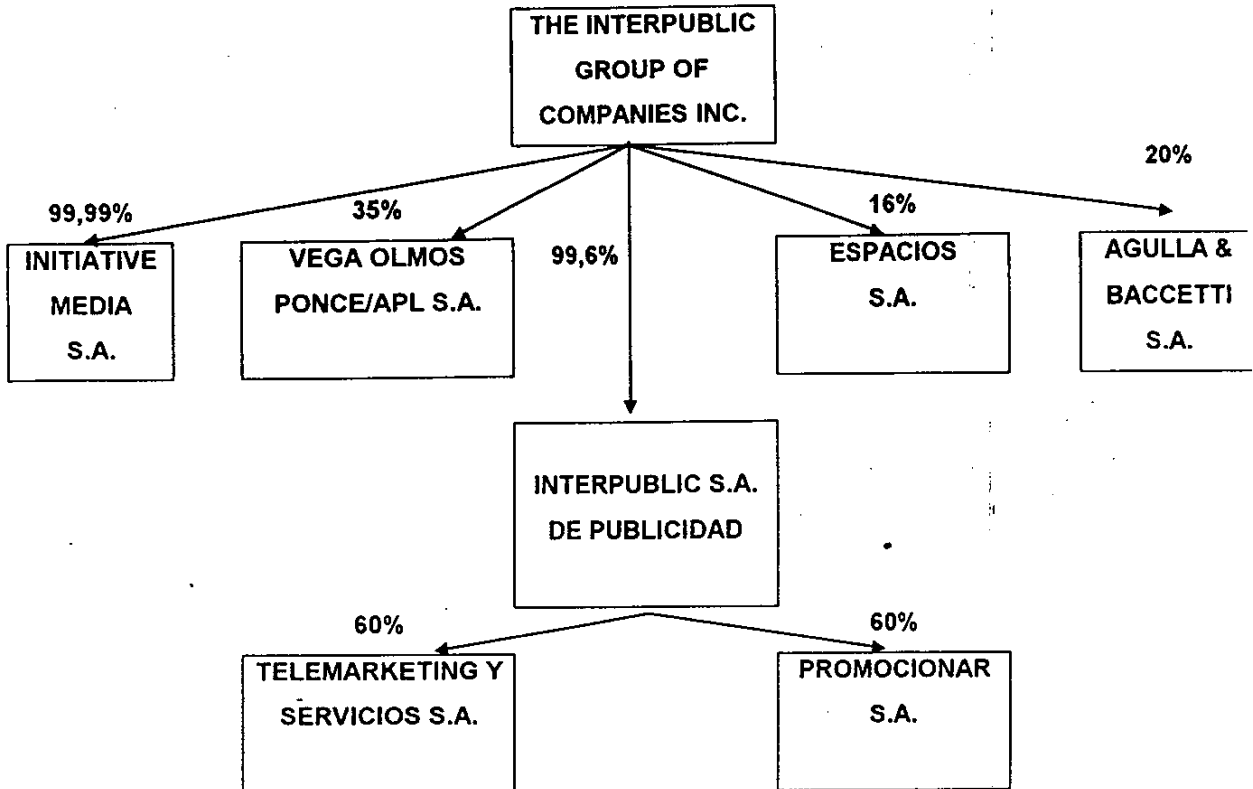 THE INTERPUBLIC
GROUP OF
COMPANIES INC.
20%
99,99%
35%
16%
INITIATIVE
MEDIA
S.A.
VEGA OLMOS
PONCE/APL S.A.
99,6%
ESPACIOS
S.A.
AGULLA &
BACCETTI
S.A.
INTERPUBLIC S.A.
DE PUBLICIDAD
60%
60%
TELEMARKETING Y
SERVICIOS S.A.
PROMOCIONAR
S.A.